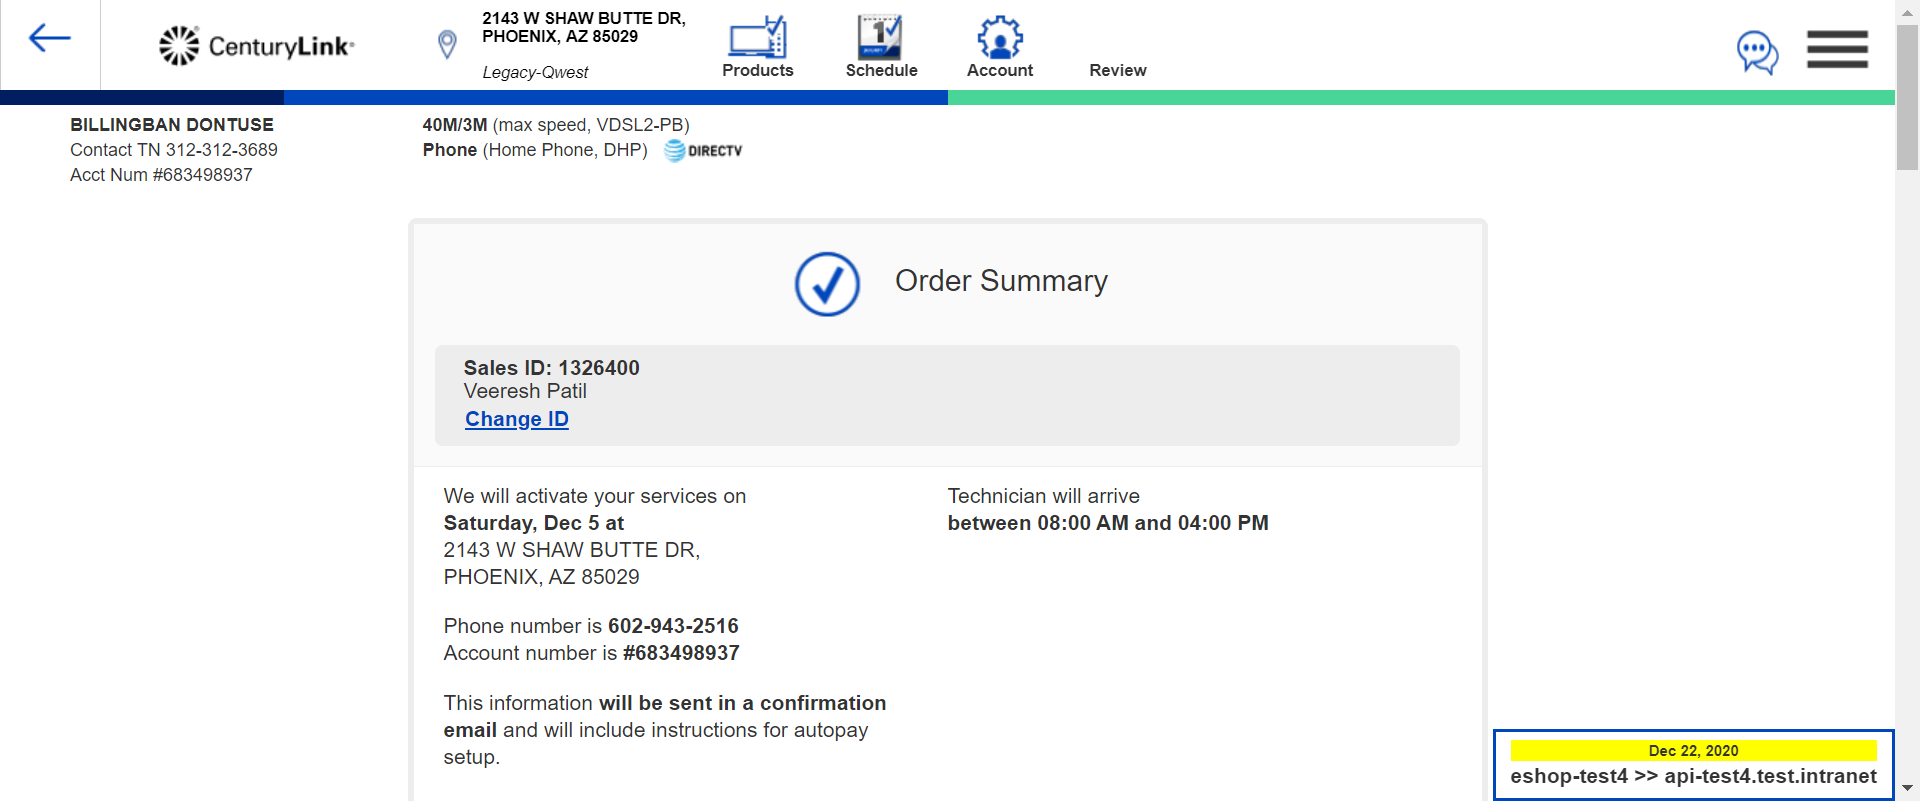 CenturyLink
2143 W SHAW BUTTE DR,
PHOENIX, AZ 85029
Legacy-Qwest
Products
1
Schedule
Account
Review
BILLINGBAN DONTUSE
Contact TN 312-312-3689
Acct Num #683498937
40M/3M (max speed, VDSL2-PB)
Phone (Home Phone, DHP) DIRECTV
Order Summary
Sales ID: 1326400
Veeresh Patil
Change ID
We will activate your services on
Saturday, Dec 5 at
2143 W SHAW BUTTE DR,
PHOENIX, AZ 85029
Technician will arrive
between 08:00 AM and 04:00 PM
Phone number is 602-943-2516
Account number is #683498937
This information will be sent in a confirmation
email and will include instructions for autopay
setup.
Dec 22, 2020
eshop-test4 >> api-test4.test.intranet